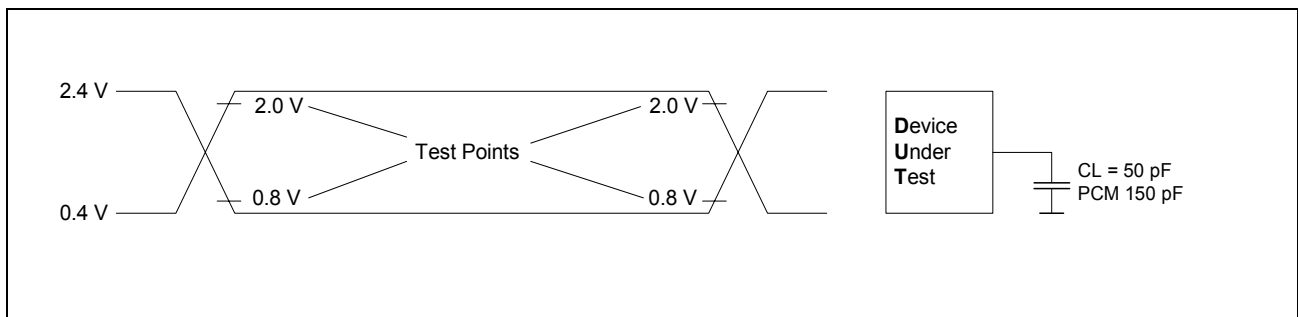 2.4 V
2.0 V
2.0 V
Test Points
0.8 V
0.8 V
0.4 V
Device
Under
Test
CL = 50 pF
PCM 150 pF